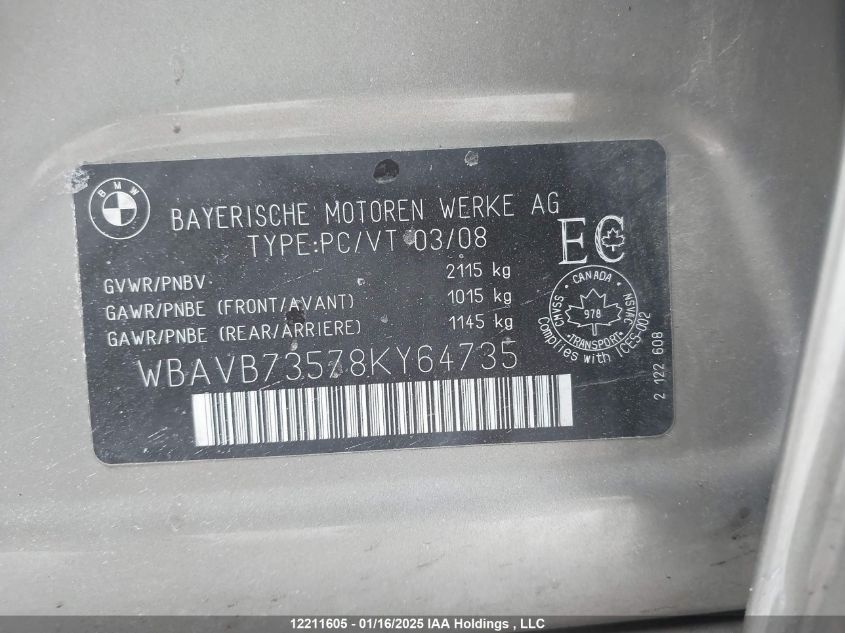 BMW
BAYERISCHE MOTOREN WERKE AG
TYPE:PC/VT 03/08
EC
GVWR/PNBV 2115 kg
GAWR/PNBE (FRONT/AVANT) 1015 kg
GAWR/PNBE (REAR/ARRIERE) 1145 kg
CANADA
CMVSS
978
NSVAC
TRANSPORT
Complies with ICES-002
2 122 608
WBAVB73578KY64735
12211605 - 01/16/2025 IAA Holdings , LLC